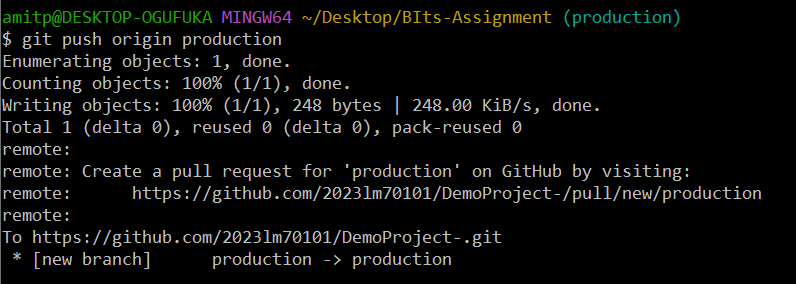 amitp@DESKTOP-OGUFUKA MINGW64 ~/Desktop/BIts-Assignment (production)
$ git push origin production
Enumerating objects: 1, done.
Counting objects: 100% (1/1), done.
Writing objects: 100% (1/1), 248 bytes | 248.00 KiB/s, done.
Total 1 (delta 0), reused 0 (delta 0), pack-reused 0
remote:
remote: Create a pull request for 'production' on GitHub by visiting:
remote:      https://github.com/2023lm70101/DemoProject-/pull/new/production
remote:
To https://github.com/2023lm70101/DemoProject-.git
 * [new branch]      production -> production